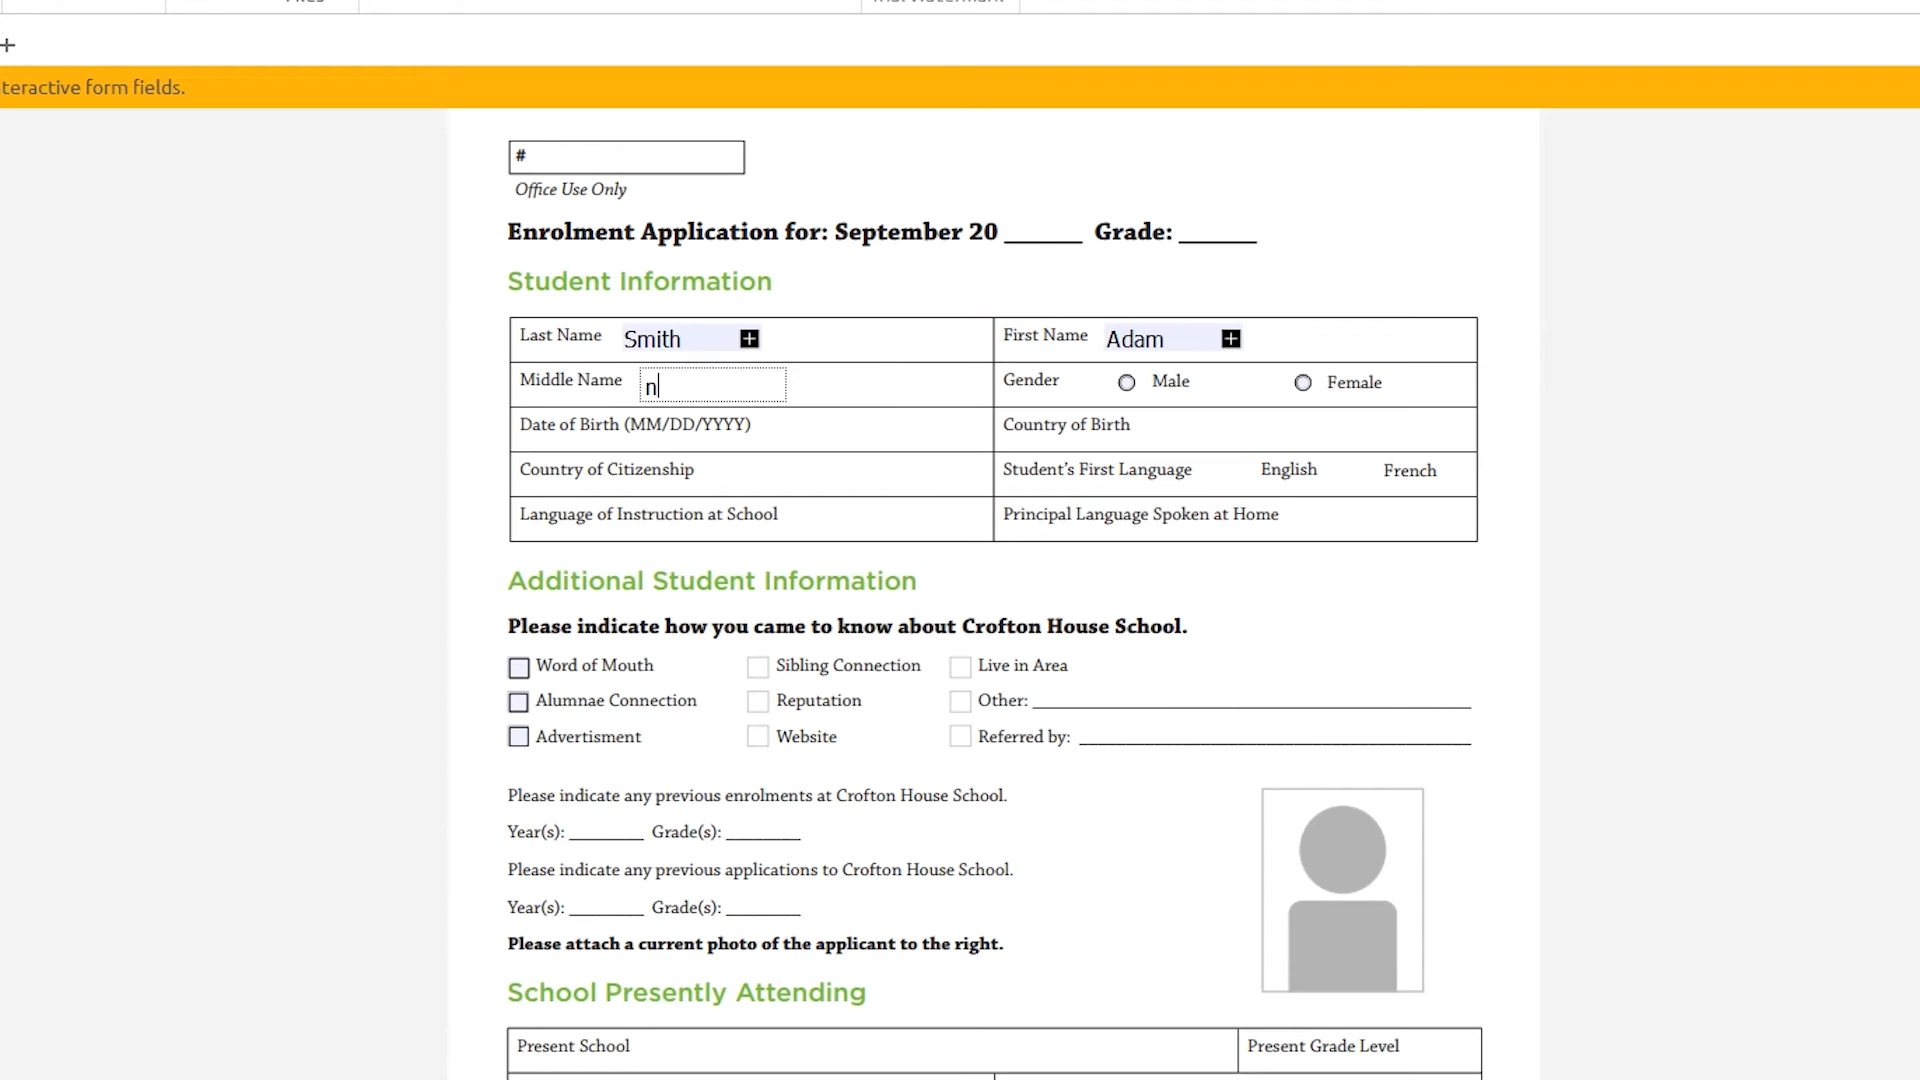 teractive form fields.
#
Office Use Only
Enrolment Application for: September 20 ______ Grade: ______
Student Information
Last Name Smith + First Name Adam +
Middle Name n Gender Male Female
Date of Birth (MM/DD/YYYY) Country of Birth
Country of Citizenship Student's First Language English French
Language of Instruction at School Principal Language Spoken at Home
Additional Student Information
Please indicate how you came to know about Crofton House School.
Word of Mouth Sibling Connection Live in Area
Alumnae Connection Reputation Other: ______
Advertisment Website Referred by: ______
Please indicate any previous enrolments at Crofton House School.
Year(s): ______ Grade(s): ______
Please indicate any previous applications to Crofton House School.
Year(s): ______ Grade(s): ______
Please attach a current photo of the applicant to the right.
School Presently Attending
Present School Present Grade Level